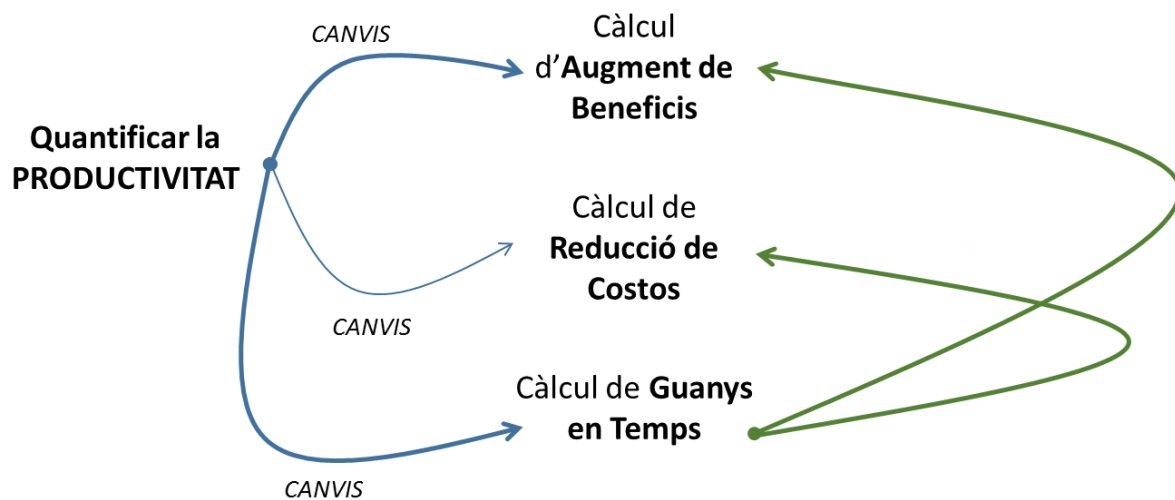 CANVIS
Càlcul
d’Augment de
Beneficis
Quantificar la
PRODUCTIVITAT
Càlcul de
Reducció de
Costos
CANVIS
Càlcul de Guanys
en Temps
CANVIS